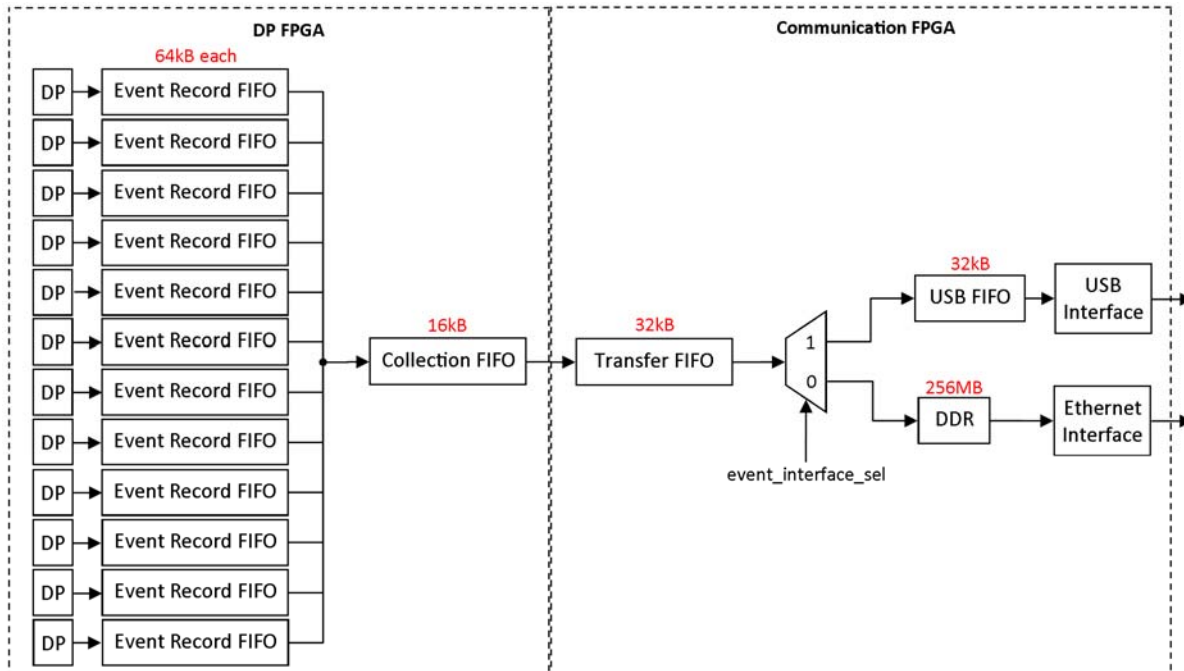 DP FPGA
Communication FPGA
64kB each
DP
Event Record FIFO
DP
Event Record FIFO
DP
Event Record FIFO
DP
Event Record FIFO
DP
Event Record FIFO
DP
Event Record FIFO
DP
Event Record FIFO
DP
Event Record FIFO
DP
Event Record FIFO
DP
Event Record FIFO
DP
Event Record FIFO
DP
Event Record FIFO
16kB
Collection FIFO
32kB
Transfer FIFO
1
0
event_interface_sel
32kB
USB FIFO
USB
Interface
256MB
DDR
Ethernet
Interface